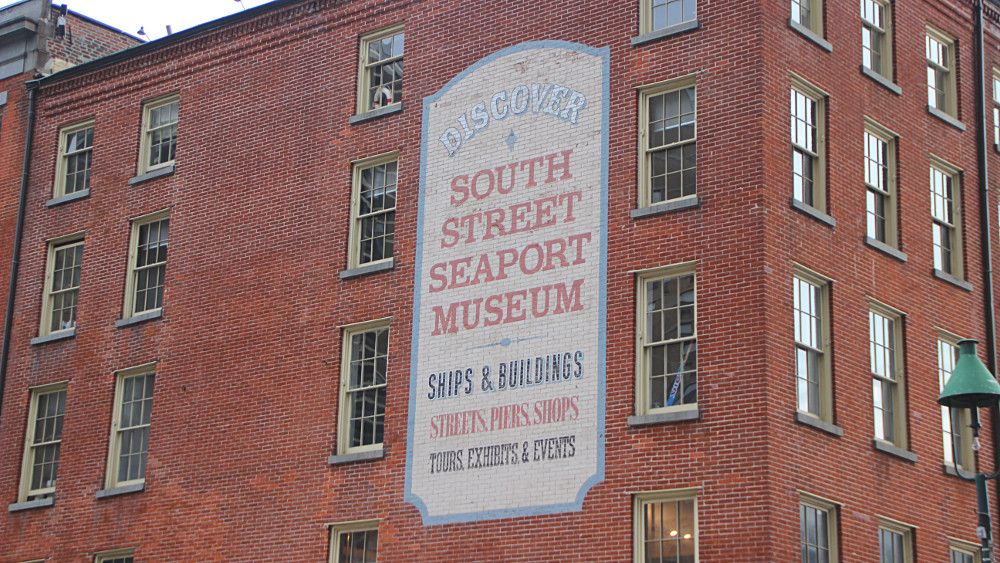 DISCOVER
SOUTH
STREET
SEAPORT
MUSEUM
SHIPS & BUILDINGS
STREETS, PIERS, SHOPS
TOURS, EXHIBITS, & EVENTS